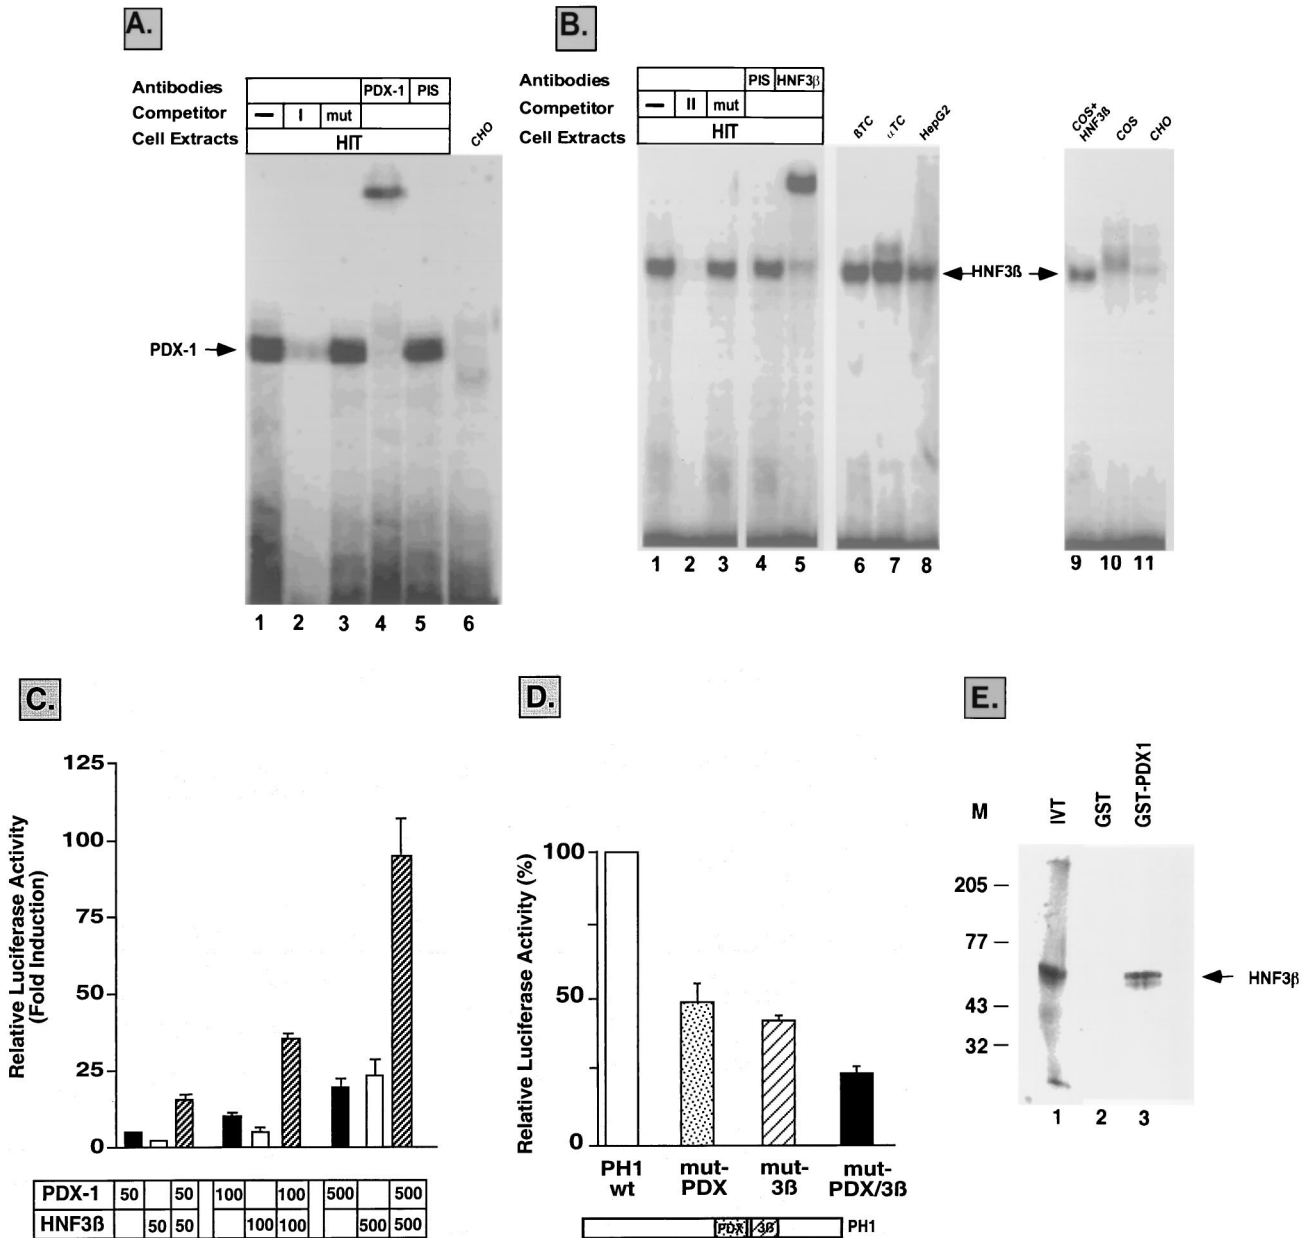 A.
Antibodies PDX-1 PIS
Competitor — I mut
Cell Extracts HIT CHO
PDX-1
1 2 3 4 5 6
B.
Antibodies PIS HNF3β
Competitor — II mut
Cell Extracts HIT
βTC αTC HepG2
COS+ HNF3β COS CHO
HNF3β
1 2 3 4 5 6 7 8 9 10 11
C.
Relative Luciferase Activity
(Fold Induction)
125
100
75
50
25
0
PDX-1 50 50 100 100 500 500
HNF3β 50 50 100 100 500 500
D.
Relative Luciferase Activity (%)
100
50
0
PH1 wt
mut-PDX
mut-3β
mut-PDX/3β
PDX 3β PH1
E.
M IVT GST GST-PDX1
205
77
43
32
HNF3β
1 2 3